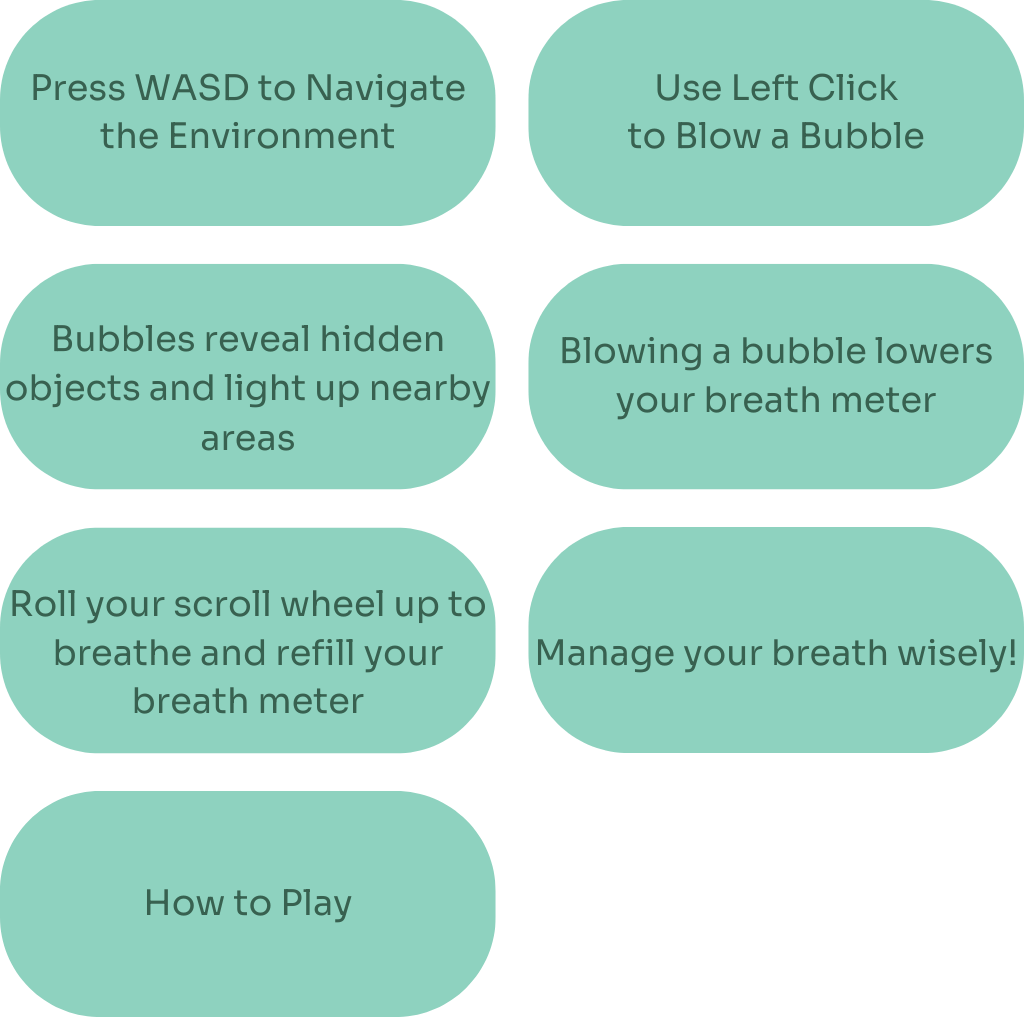 Press WASD to Navigate
the Environment
Use Left Click
to Blow a Bubble
Bubbles reveal hidden
objects and light up nearby
areas
Blowing a bubble lowers
your breath meter
Roll your scroll wheel up to
breathe and refill your
breath meter
Manage your breath wisely!
How to Play